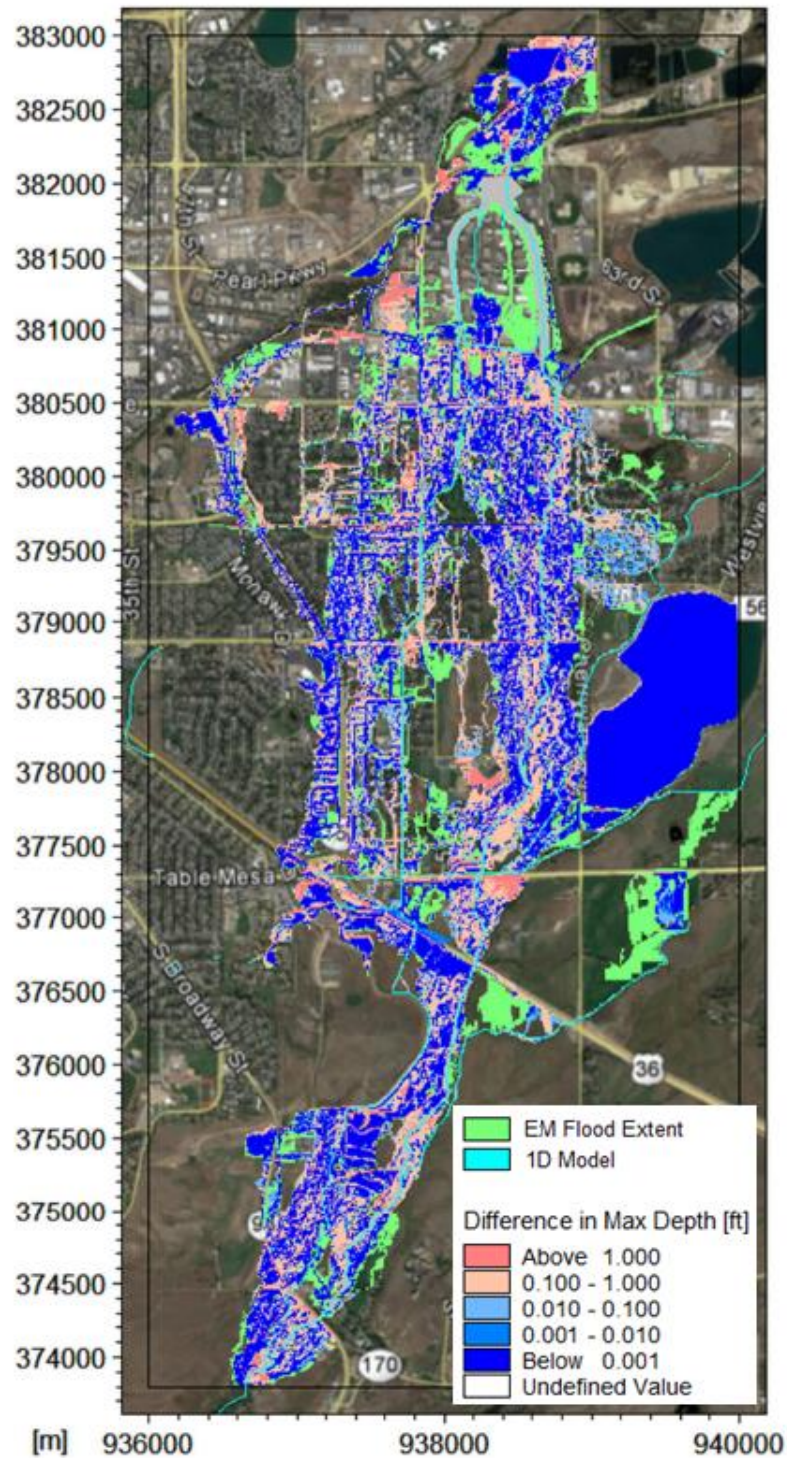 383000
382500
382000
381500
381000
380500
380000
379500
379000
378500
378000
377500
377000
376500
376000
375500
375000
374500
374000
[m]
936000
938000
940000
Pearl Pkwy
63rd S
35th St
Mohawk D
Westvie
56
Table Mesa
S Broadway St
36
170
EM Flood Extent
1D Model
Difference in Max Depth [ft]
Above 1.000
0.100 - 1.000
0.010 - 0.100
0.001 - 0.010
Below 0.001
Undefined Value